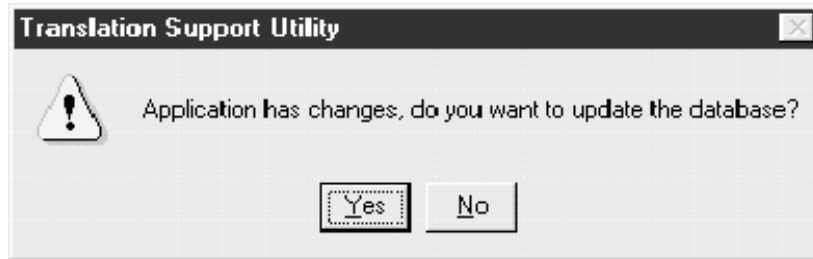 Translation Support Utility
Application has changes, do you want to update the database?
Yes No